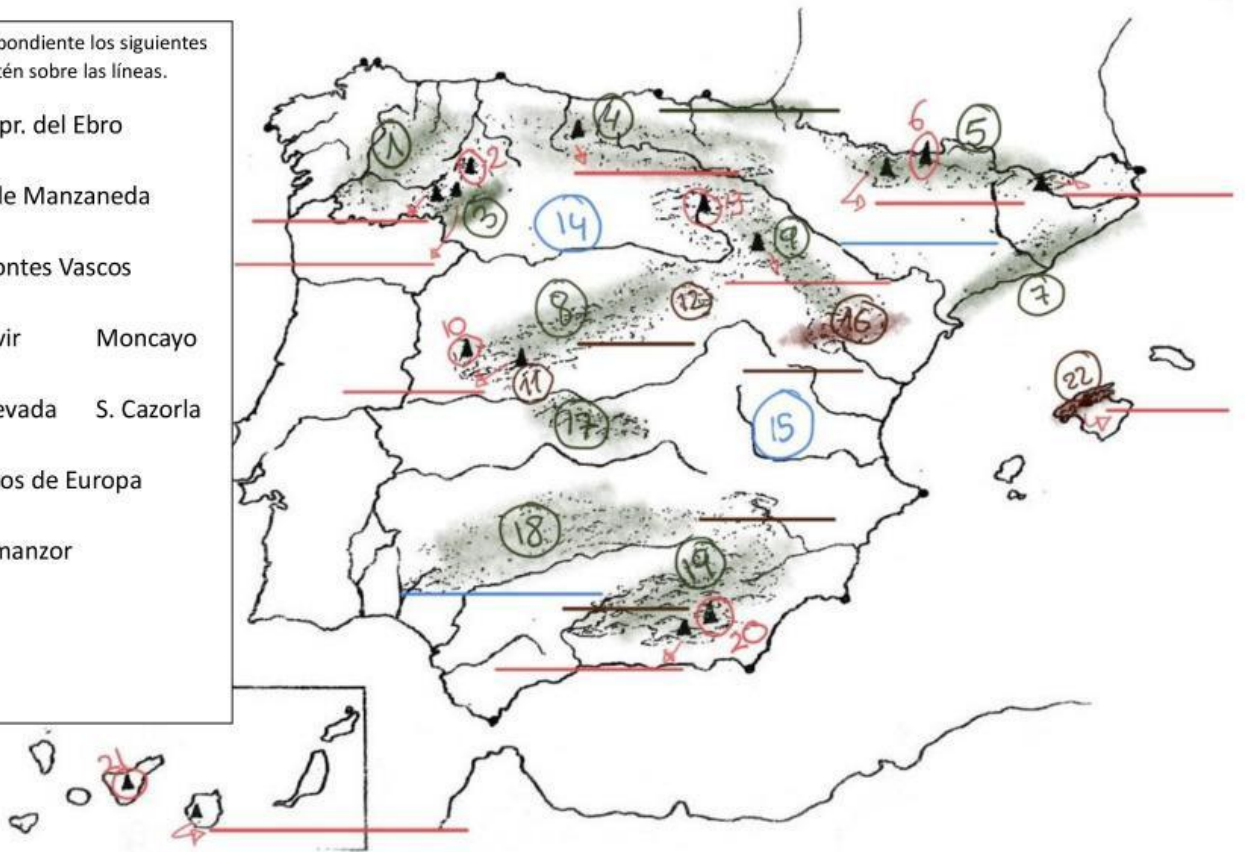 pondiente los siguientes
tén sobre las líneas.
pr. del Ebro
le Manzaneda
ontes Vascos
vir Moncayo
evada S. Cazorla
os de Europa
manzor
1
2
3
4
5
6
7
8
9
10
11
12
13
14
15
16
17
18
19
20
21
22